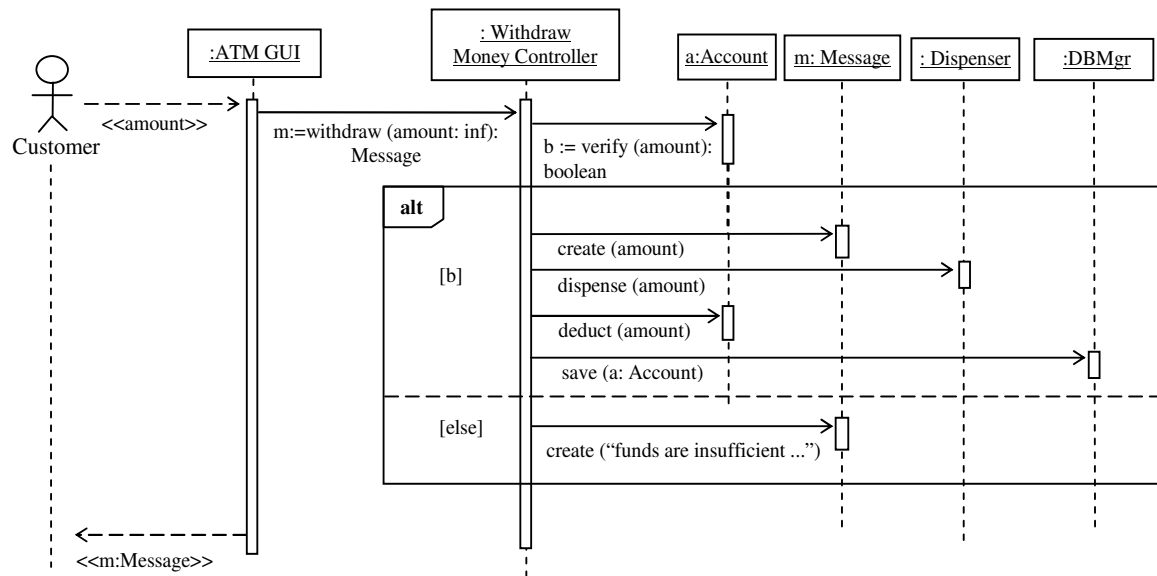 :ATM GUI
: Withdraw
Money Controller
a:Account
m: Message
: Dispenser
:DBMgr
<<amount>>
Customer
m:=withdraw (amount: inf):
Message
b := verify (amount):
boolean
alt
[b]
create (amount)
dispense (amount)
deduct (amount)
save (a: Account)
[else]
create (“funds are insufficient ...”)
<<m:Message>>